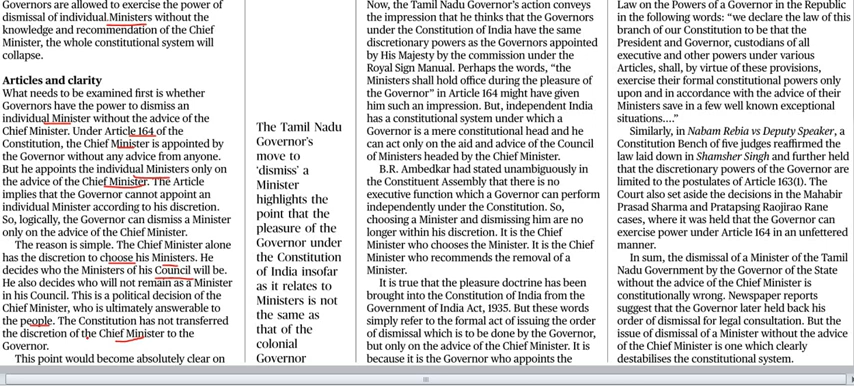 Governors are allowed to exercise the power of
dismissal of individual Ministers without the
knowledge and recommendation of the Chief
Minister, the whole constitutional system will
collapse.
Articles and clarity
What needs to be examined first is whether
Governors have the power to dismiss an
individual Minister without the advice of the
Chief Minister. Under Article 164 of the
Constitution, the Chief Minister is appointed by
the Governor without any advice from anyone.
But he appoints the individual Ministers only on
the advice of the Chief Minister. The Article
implies that the Governor cannot appoint an
individual Minister according to his discretion.
So, logically, the Governor can dismiss a Minister
only on the advice of the Chief Minister.
The reason is simple. The Chief Minister alone
has the discretion to choose his Ministers. He
decides who the Ministers of his Council will be.
He also decides who will not remain as a Minister
in his Council. This is a political decision of the
Chief Minister, who is ultimately answerable to
the people. The Constitution has not transferred
the discretion of the Chief Minister to the
Governor.
This point would become absolutely clear on
The Tamil Nadu
Governor's
move to
'dismiss' a
Minister
highlights the
point that the
pleasure of the
Governor under
the Constitution
of India insofar
as it relates to
Ministers is not
the same as
that of the
colonial
Governor
Now, the Tamil Nadu Governor's action conveys
the impression that he thinks that the Governors
under the Constitution of India have the same
discretionary powers as the Governors appointed
by His Majesty by the commission under the
Royal Sign Manual. Perhaps the words, "the
Ministers shall hold office during the pleasure of
the Governor" in Article 164 might have given
him such an impression. But, independent India
has a constitutional system under which a
Governor is a mere constitutional head and he
can act only on the aid and advice of the Council
of Ministers headed by the Chief Minister.
B.R. Ambedkar had stated unambiguously in
the Constituent Assembly that there is no
executive function which a Governor can perform
independently under the Constitution. So,
choosing a Minister and dismissing him are no
longer within his discretion. It is the Chief
Minister who chooses the Minister. It is the Chief
Minister who recommends the removal of a
Minister.
It is true that the pleasure doctrine has been
brought into the Constitution of India from the
Government of India Act, 1935. But these words
simply refer to the formal act of issuing the order
of dismissal which is to be done by the Governor,
but only on the advice of the Chief Minister. It is
because it is the Governor who appoints the
Law on the Powers of a Governor in the Republic
in the following words: "we declare the law of this
branch of our Constitution to be that the
President and Governor, custodians of all
executive and other powers under various
Articles, shall, by virtue of these provisions,
exercise their formal constitutional powers only
upon and in accordance with the advice of their
Ministers save in a few well known exceptional
situations...."
Similarly, in Nabam Rebia vs Deputy Speaker, a
Constitution Bench of five judges reaffirmed the
law laid down in Shamsher Singh and further held
that the discretionary powers of the Governor are
limited to the postulates of Article 163(1). The
Court also set aside the decisions in the Mahabir
Prasad Sharma and Pratapsing Raojirao Rane
cases, where it was held that the Governor can
exercise power under Article 164 in an unfettered
manner.
In sum, the dismissal of a Minister of the Tamil
Nadu Government by the Governor of the State
without the advice of the Chief Minister is
constitutionally wrong. Newspaper reports
suggest that the Governor later held back his
order of dismissal for legal consultation. But the
issue of dismissal of a Minister without the advice
of the Chief Minister is one which clearly
destabilises the constitutional system.